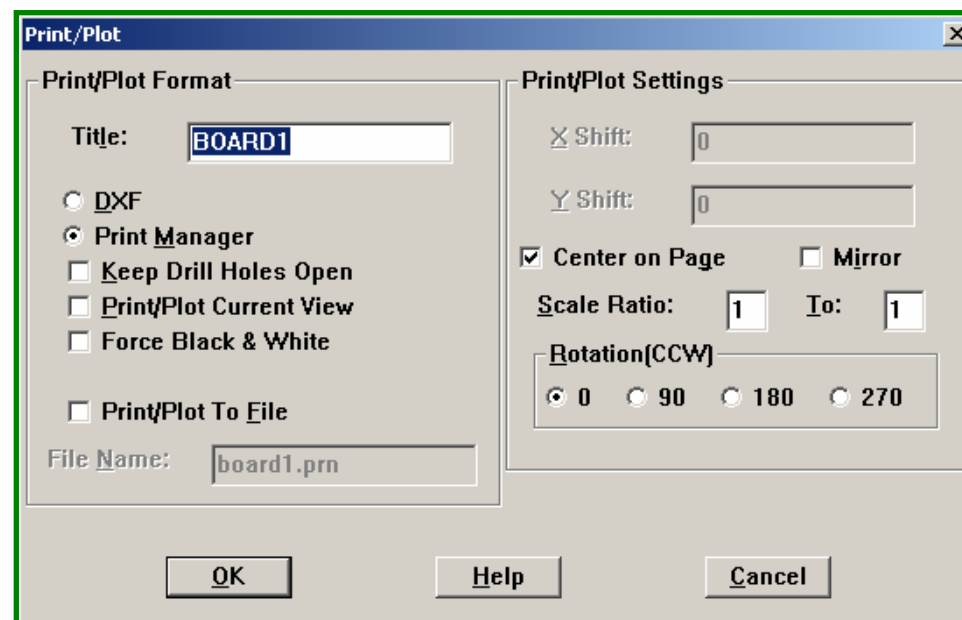 Print/Plot
Print/Plot Format
Title: BOARD1
DXF
Print Manager
Keep Drill Holes Open
Print/Plot Current View
Force Black & White
Print/Plot To File
File Name: board1.prn
Print/Plot Settings
X Shift: 0
Y Shift: 0
Center on Page Mirror
Scale Ratio: 1 To: 1
Rotation(CCW)
0 90 180 270
OK Help Cancel